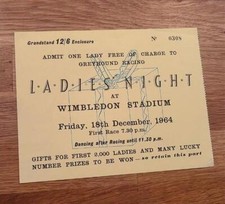 Grandstand 12/6 Enclosure Nº 0304
ADMIT ONE LADY FREE OF CHARGE TO
GREYHOUND RACING
L·A·D·I·E·S N·I·G·H·T
AT
WIMBLEDON STADIUM
Friday, 18th December, 1964
First Race 7.30 p.m.
Dancing after Racing until 11.30 p.m.
GIFTS FOR FIRST 2,000 LADIES AND MANY LUCKY
NUMBER PRIZES TO BE WON — so retain this part